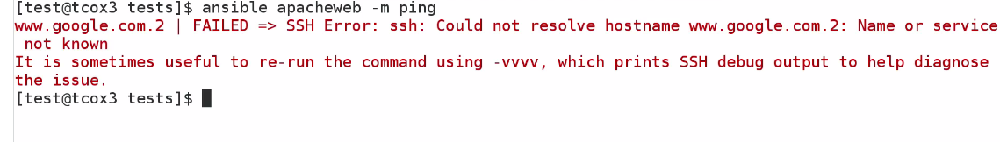 [test@tcox3 tests]$ ansible apacheweb -m ping
www.google.com.2 | FAILED => SSH Error: ssh: Could not resolve hostname www.google.com.2: Name or service
not known
It is sometimes useful to re-run the command using -vvvv, which prints SSH debug output to help diagnose
the issue.
[test@tcox3 tests]$